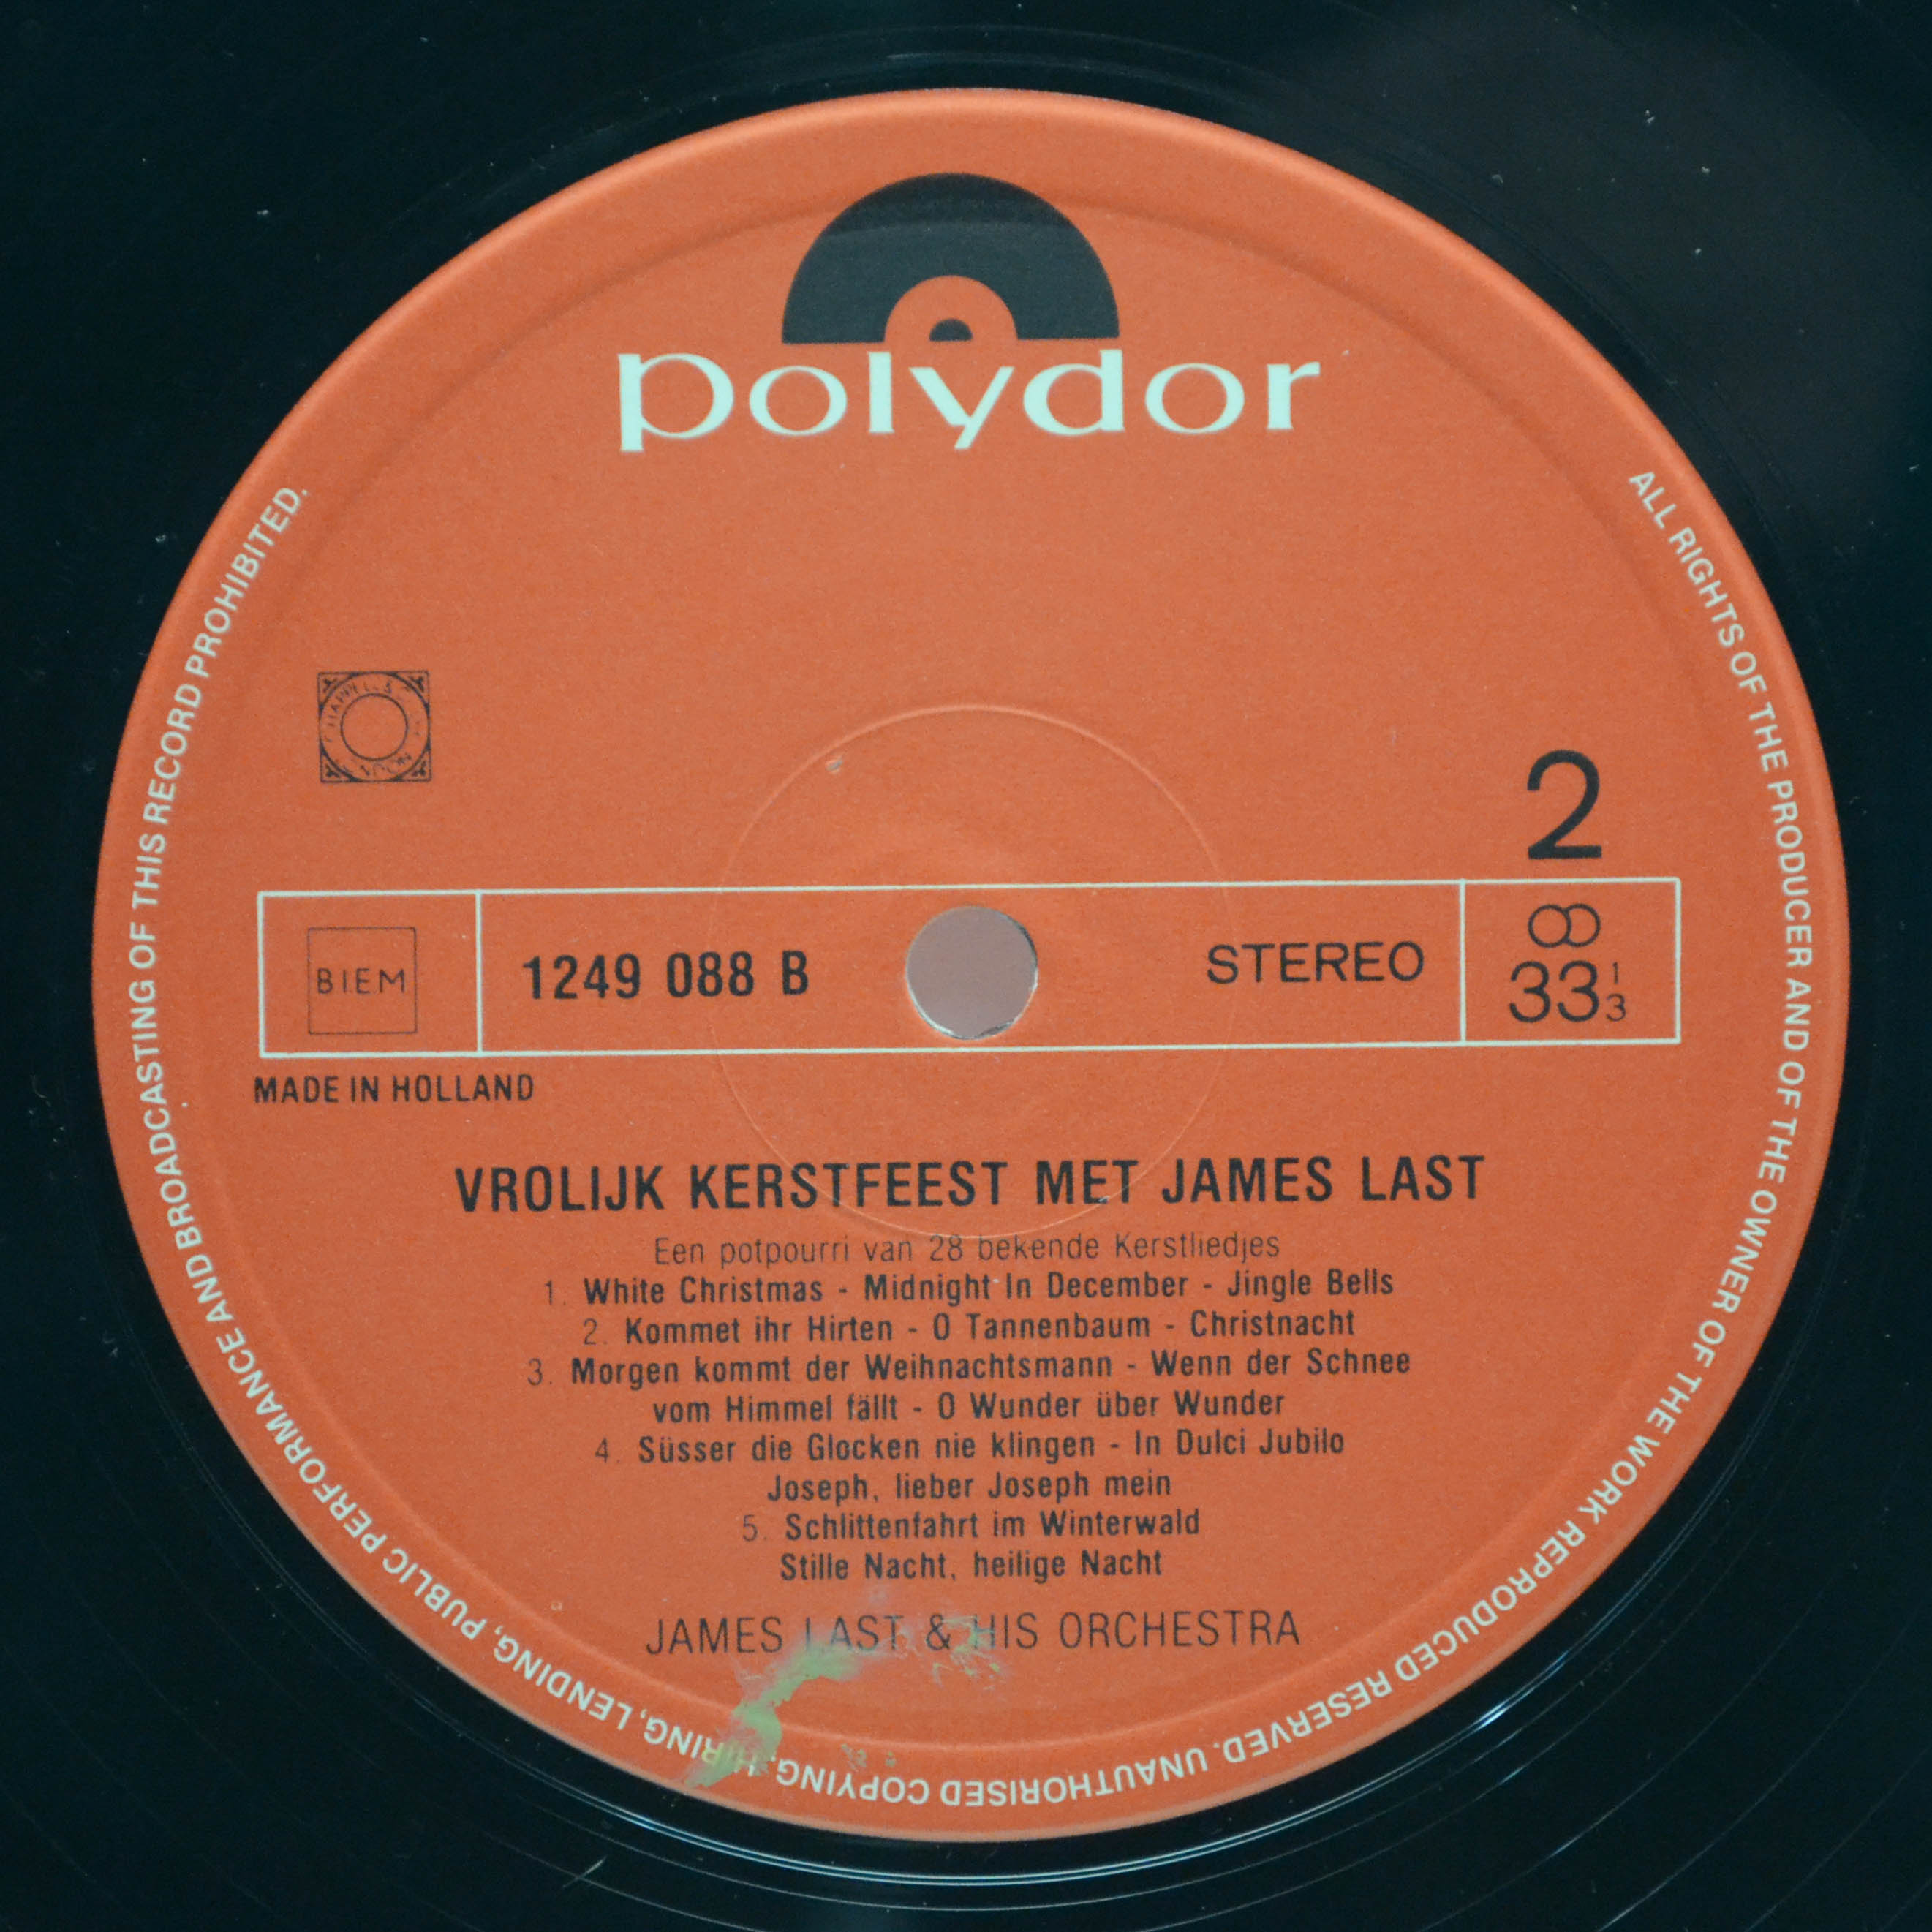 polydor
ALL RIGHTS OF THE PRODUCER AND OF THE OWNER OF THE WORK REPRODUCED RESERVED. UNAUTHORISED COPYING, HIRING, LENDING, PUBLIC PERFORMANCE AND BROADCASTING OF THIS RECORD PROHIBITED.
2
BIEM
1249 088 B
STEREO
33 1/3
MADE IN HOLLAND
VROLIJK KERSTFEEST MET JAMES LAST
Een potpourri van 28 bekende Kerstliedjes
1. White Christmas - Midnight In December - Jingle Bells
2. Kommet ihr Hirten - O Tannenbaum - Christnacht
3. Morgen kommt der Weihnachtsmann - Wenn der Schnee
vom Himmel fällt - O Wunder über Wunder
4. Süsser die Glocken nie klingen - In Dulci Jubilo
Joseph, lieber Joseph mein
5. Schlittenfahrt im Winterwald
Stille Nacht, heilige Nacht
JAMES LAST & HIS ORCHESTRA